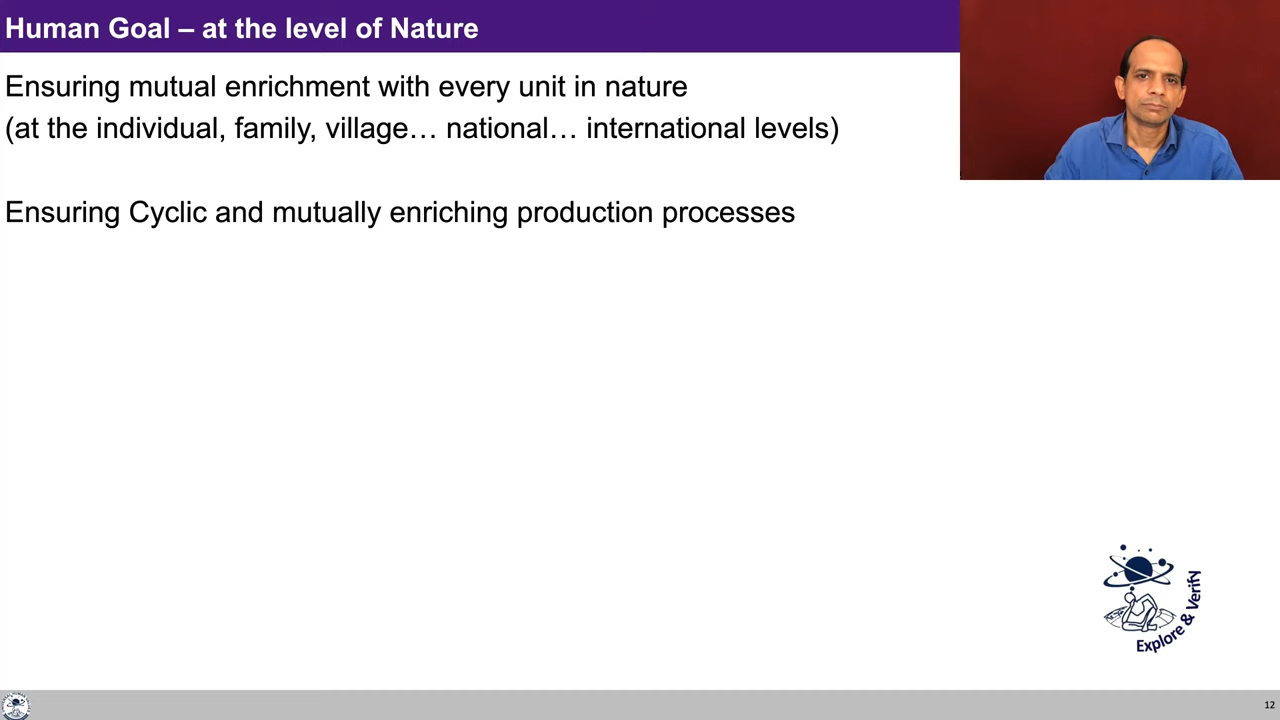 Human Goal – at the level of Nature
Ensuring mutual enrichment with every unit in nature
(at the individual, family, village… national… international levels)
Ensuring Cyclic and mutually enriching production processes
Explore & Verify
12